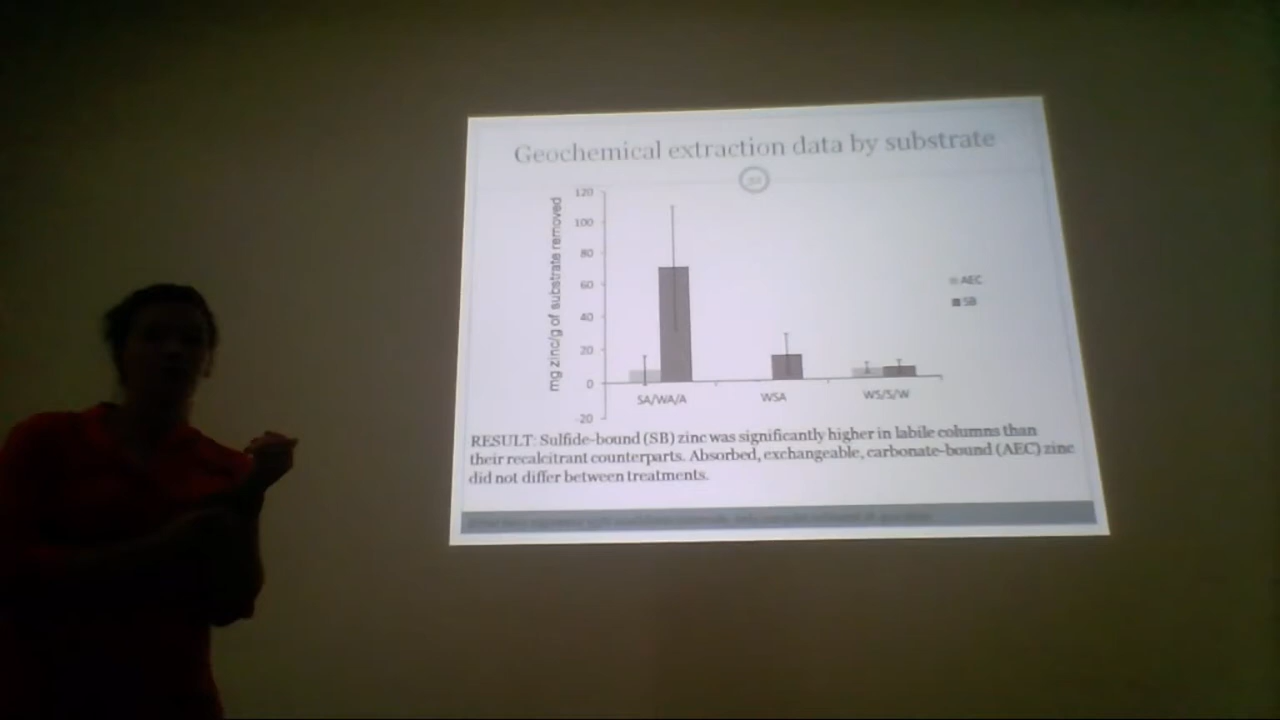 Geochemical extraction data by substrate
mg zinc/g of substrate removed
120
100
80
60
40
20
0
-20
SA/WA/A
WSA
WS/S/W
AEC
SB
RESULT: Sulfide-bound (SB) zinc was significantly higher in labile columns than
their recalcitrant counterparts. Absorbed, exchangeable, carbonate-bound (AEC) zinc
did not differ between treatments.